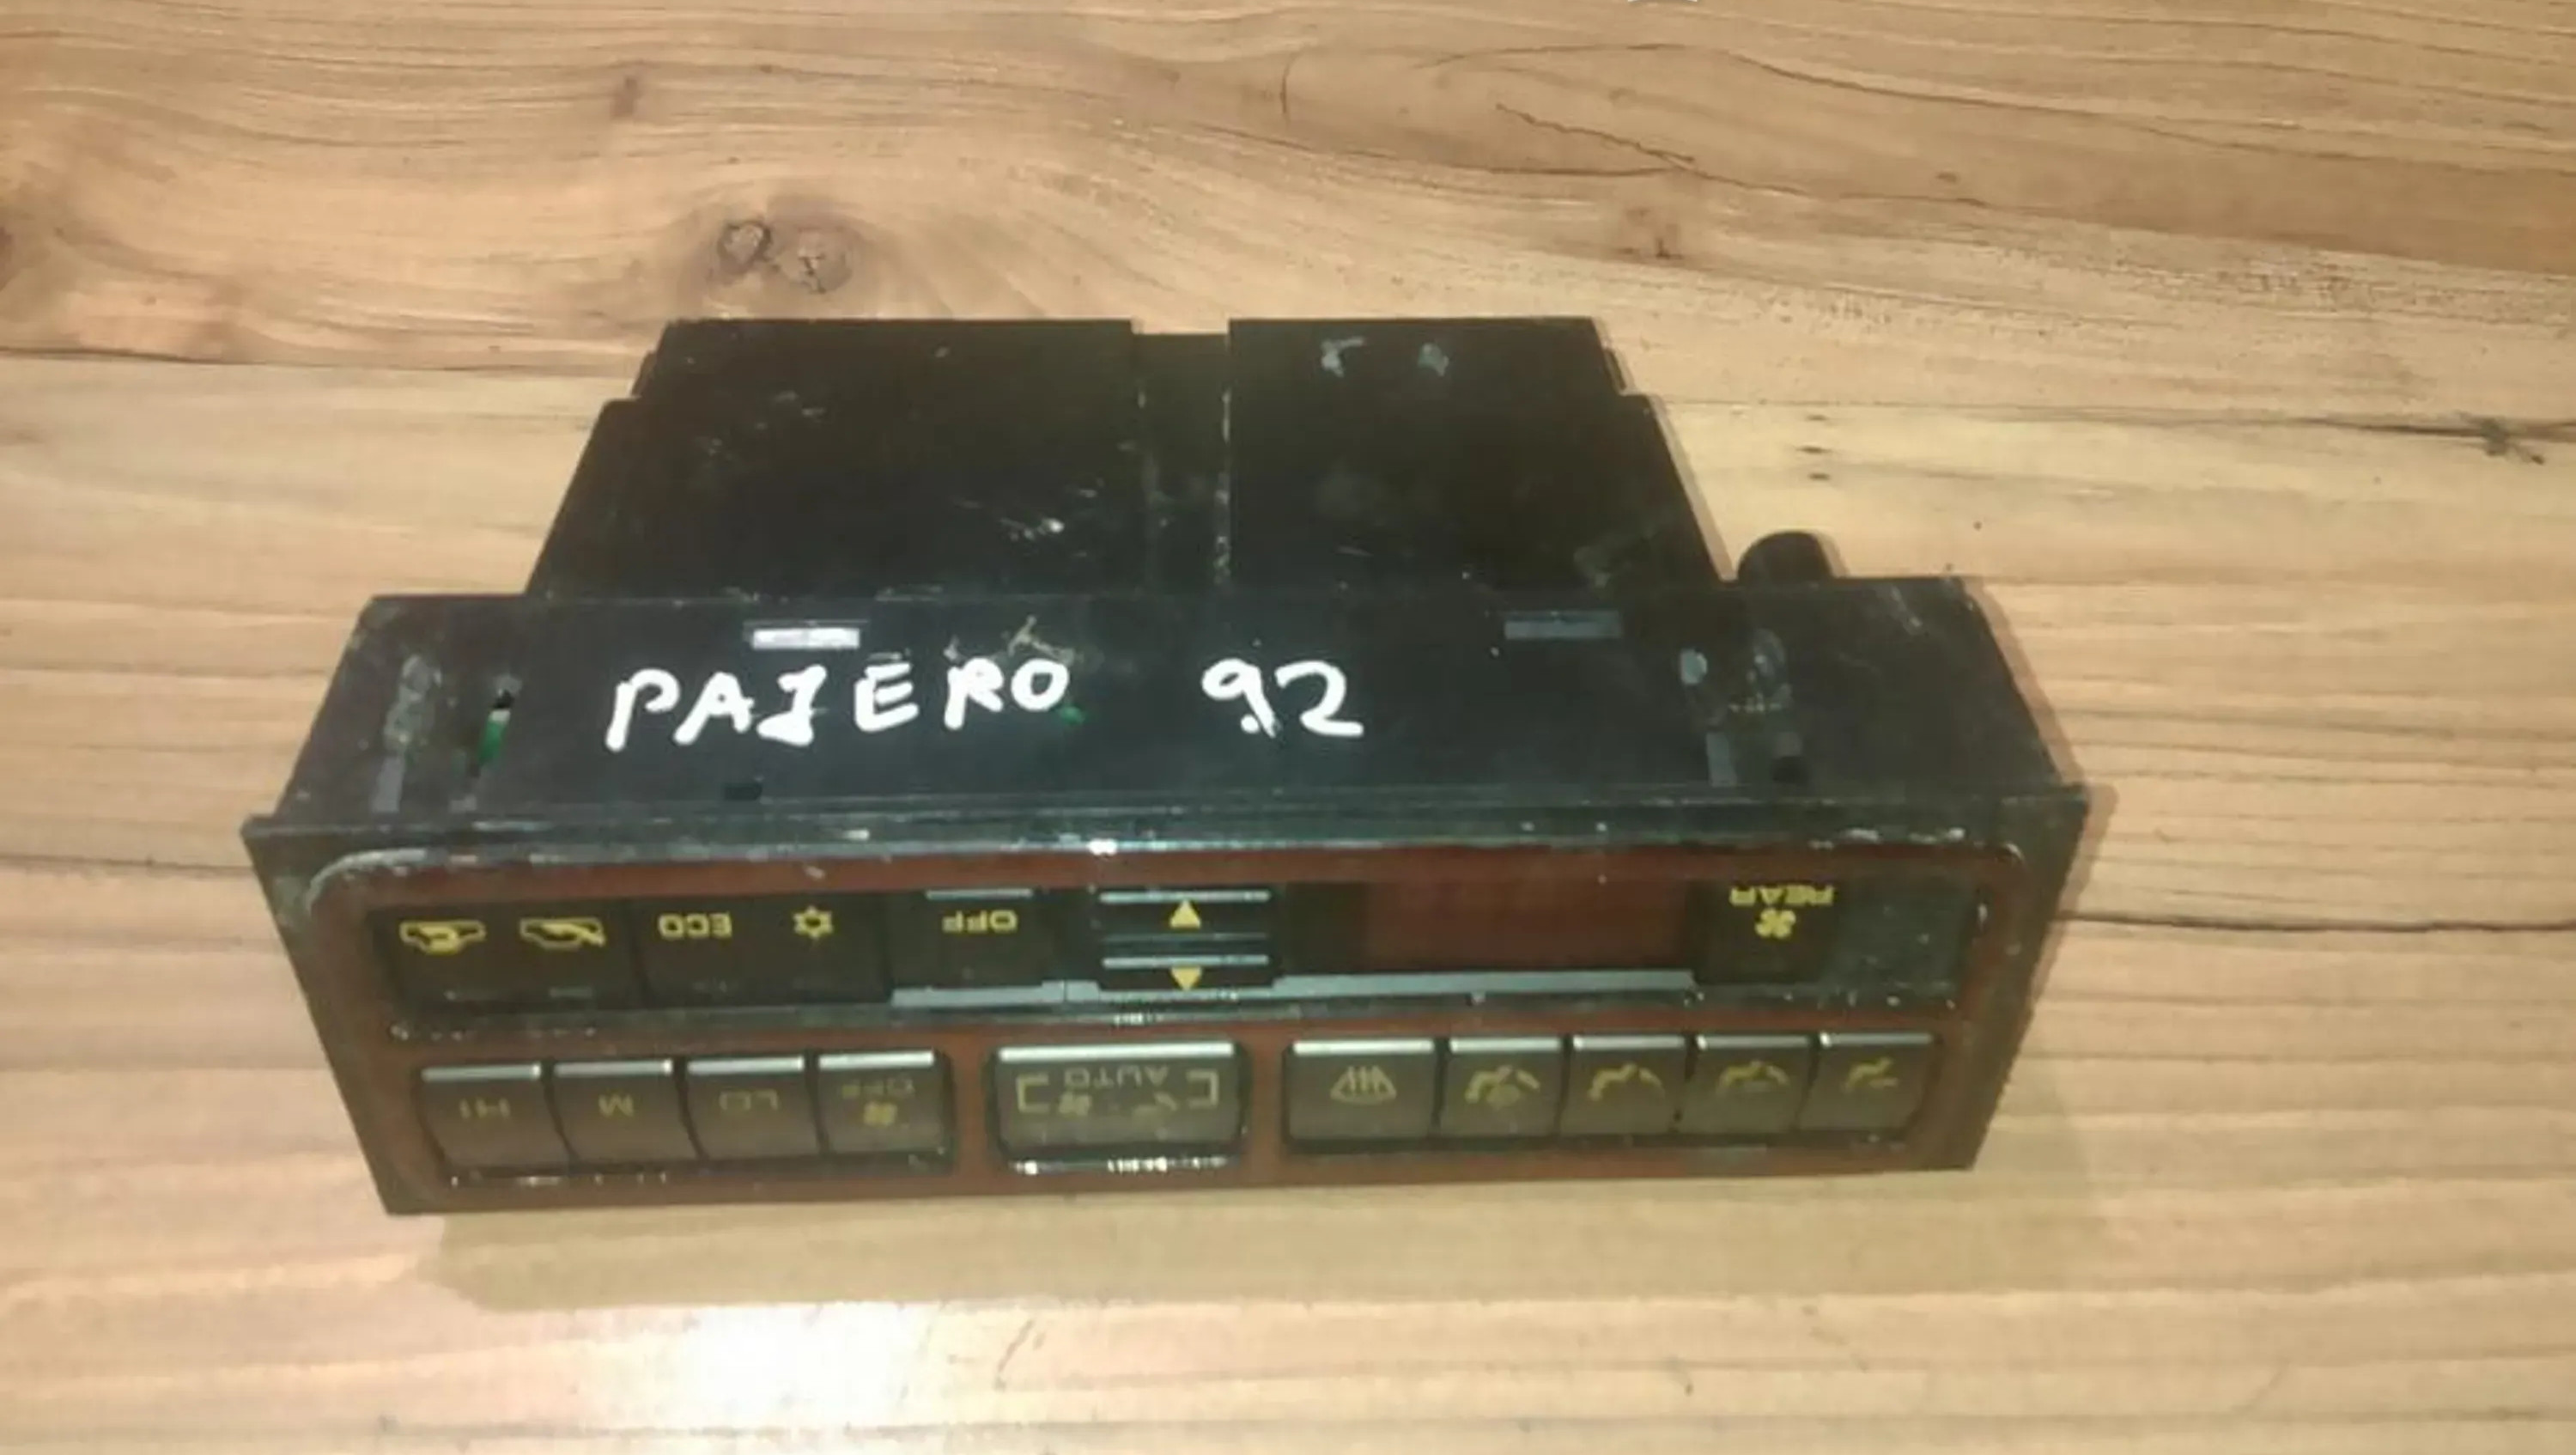 PAJERO 92
ECO OFF REAR
HI M LO OFF AUTO